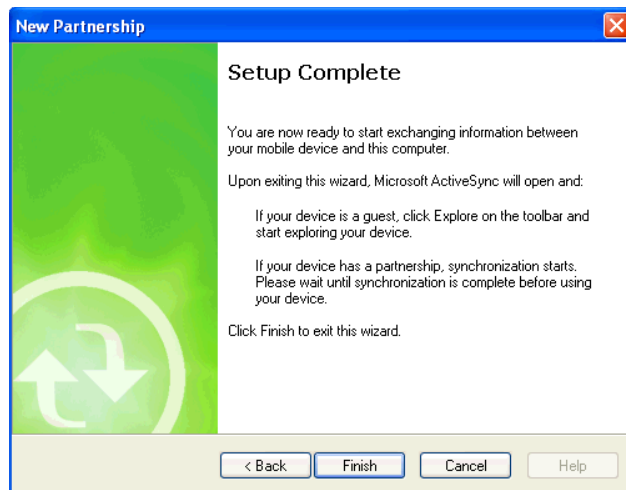 New Partnership
Setup Complete
You are now ready to start exchanging information between
your mobile device and this computer.
Upon exiting this wizard, Microsoft ActiveSync will open and:
If your device is a guest, click Explore on the toolbar and
start exploring your device.
If your device has a partnership, synchronization starts.
Please wait until synchronization is complete before using
your device.
Click Finish to exit this wizard.
< Back Finish Cancel Help